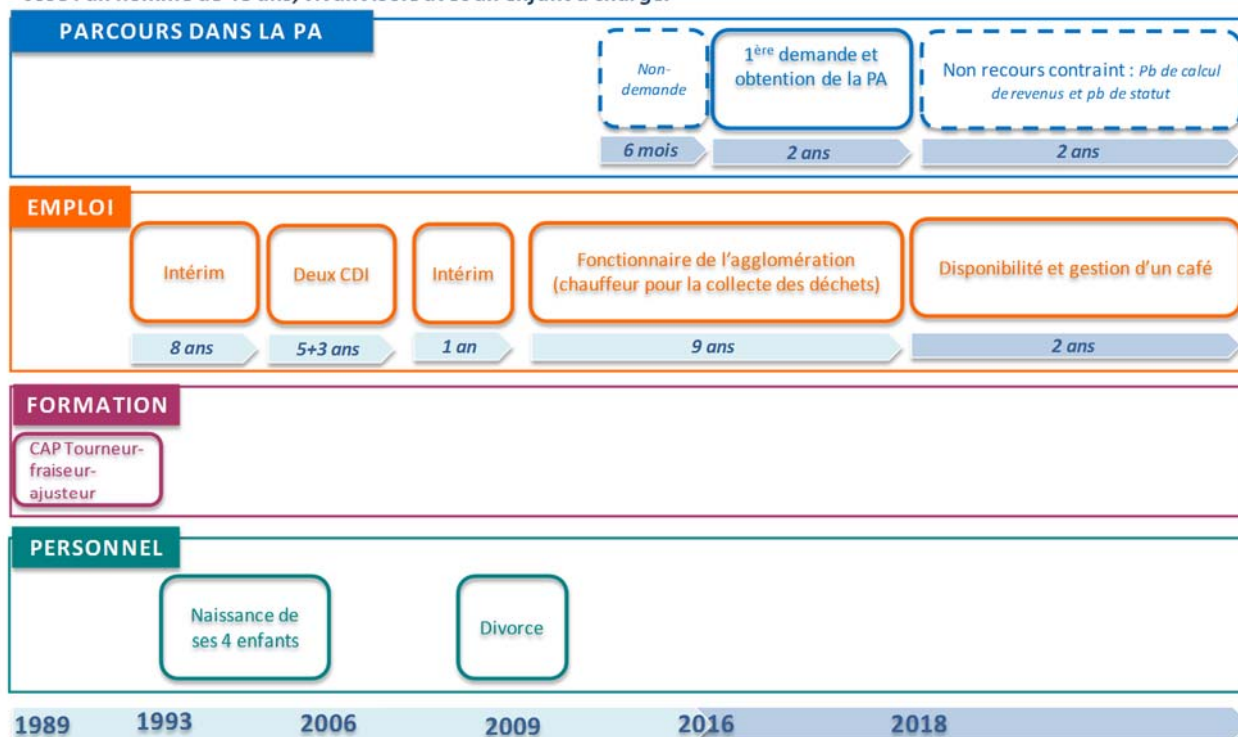 PARCOURS DANS LA PA
Non-
demande
1ère demande et
obtention de la PA
Non recours contraint : Pb de calcul
de revenus et pb de statut
6 mois
2 ans
2 ans
EMPLOI
Intérim
Deux CDI
Intérim
Fonctionnaire de l'agglomération
(chauffeur pour la collecte des déchets)
Disponibilité et gestion d'un café
8 ans
5+3 ans
1 an
9 ans
2 ans
FORMATION
CAP Tourneur-
fraiseur-
ajusteur
PERSONNEL
Naissance de
ses 4 enfants
Divorce
1989
1993
2006
2009
2016
2018